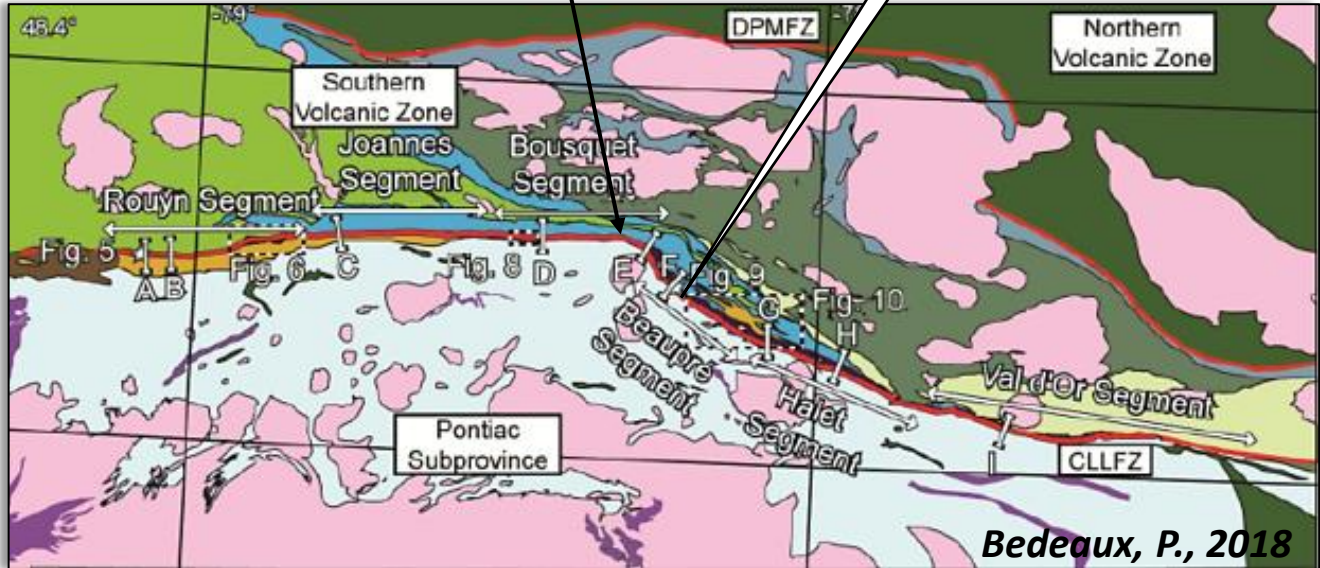 48.4°
-79°
DPMFZ
Northern
Volcanic Zone
Southern
Volcanic Zone
Joannes
Segment
Bousquet
Segment
Rouyn Segment
Fig. 5
A
B
Fig. 6
C
Fig. 8
D
E
F
Fig. 9
G
Fig. 10
H
Beaupré
Segment
Halet
Segment
Val-d'Or Segment
I
Pontiac
Subprovince
CLLFZ
Bedeaux, P., 2018